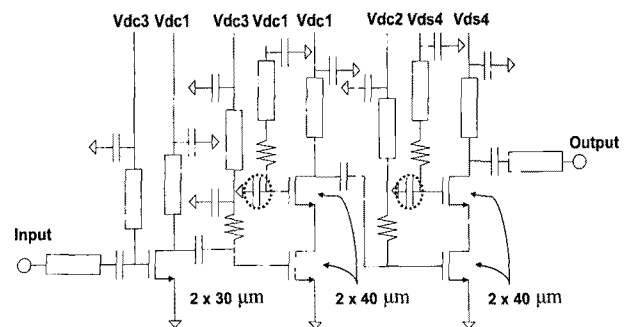 Vdc3 Vdc1 Vdc3 Vdc1 Vdc1 Vdc2 Vds4 Vds4
Output
Input
2 x 30 μm 2 x 40 μm 2 x 40 μm